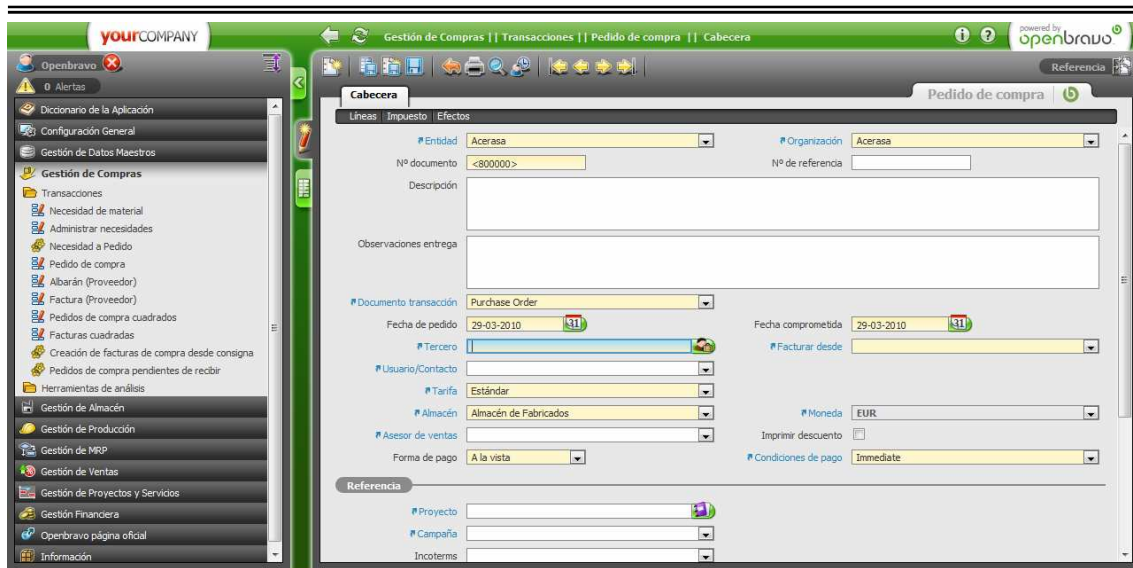 yourCOMPANY
Gestión de Compras || Transacciones || Pedido de compra || Cabecera
powered by
openbravo
Openbravo
0 Alertas
Diccionario de la Aplicación
Configuración General
Gestión de Datos Maestros
Gestión de Compras
Transacciones
Necesidad de material
Administrar necesidades
Necesidad a Pedido
Pedido de compra
Albarán (Proveedor)
Factura (Proveedor)
Pedidos de compra cuadrados
Facturas cuadradas
Creación de facturas de compra desde consigna
Pedidos de compra pendientes de recibir
Herramientas de análisis
Gestión de Almacén
Gestión de Producción
Gestión de MRP
Gestión de Ventas
Gestión de Proyectos y Servicios
Gestión Financiera
Openbravo página oficial
Información
Referencia
Cabecera
Pedido de compra
Líneas Impuesto Efectos
Entidad Acerasa Organización Acerasa
Nº documento <800000> Nº de referencia
Descripción
Observaciones entrega
Documento transacción Purchase Order
Fecha de pedido 29-03-2010 31 Fecha comprometida 29-03-2010 31
Tercero Facturar desde
Usuario/Contacto
Tarifa Estándar
Almacén Almacén de Fabricados Moneda EUR
Asesor de ventas Imprimir descuento
Forma de pago A la vista Condiciones de pago Immediate
Referencia
Proyecto
Campaña
Incoterms